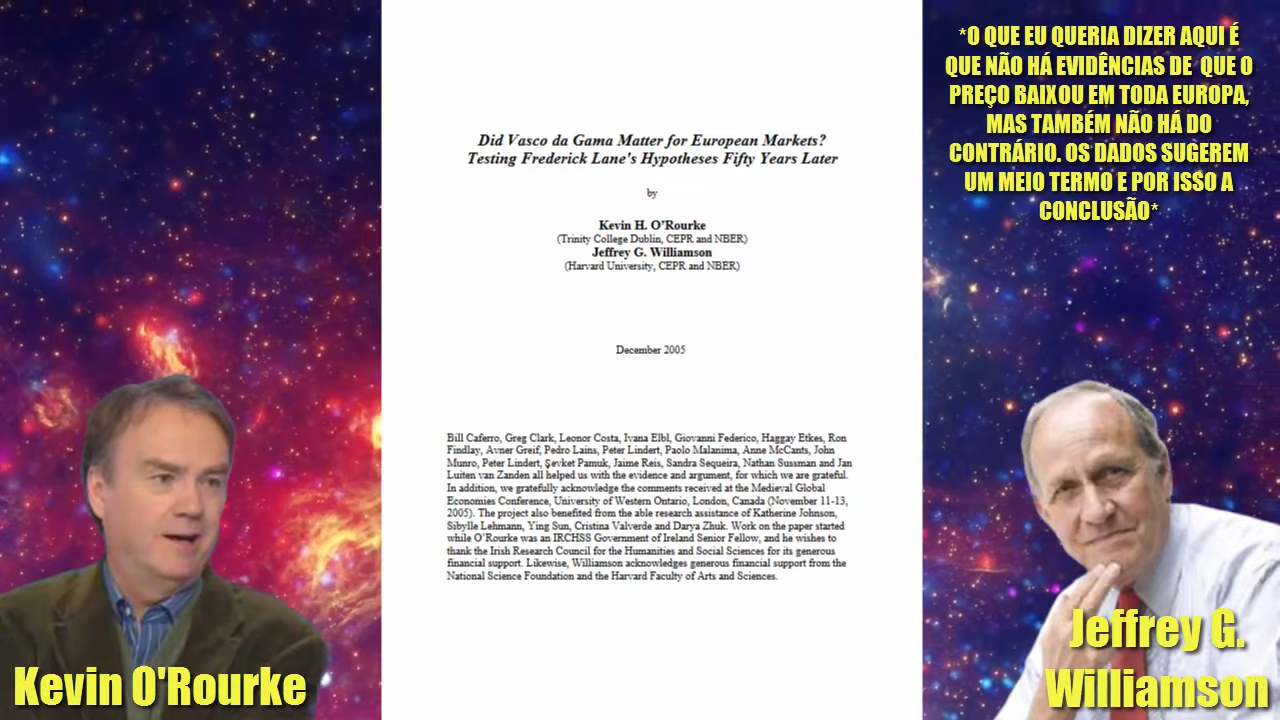 Did Vasco da Gama Matter for European Markets?
Testing Frederick Lane's Hypotheses Fifty Years Later
by
Kevin H. O'Rourke
(Trinity College Dublin, CEPR and NBER)
Jeffrey G. Williamson
(Harvard University, CEPR and NBER)
December 2005
Bill Caferro, Greg Clark, Leonor Costa, Ivana Elbl, Giovanni Federico, Haggay Etkes, Ron
Findlay, Avner Greif, Pedro Lains, Peter Lindert, Paolo Malanima, Anne McCants, John
Munro, Peter Lindert, Şevket Pamuk, Jaime Reis, Sandra Sequeira, Nathan Sussman and Jan
Luiten van Zanden all helped us with the evidence and argument, for which we are grateful.
In addition, we gratefully acknowledge the comments received at the Medieval Global
Economies Conference, University of Western Ontario, London, Canada (November 11-13,
2005). The project also benefited from the able research assistance of Katherine Johnson,
Sibylle Lehmann, Ying Sun, Cristina Valverde and Darya Zhuk. Work on the paper started
while O'Rourke was an IRCHSS Government of Ireland Senior Fellow, and he wishes to
thank the Irish Research Council for the Humanities and Social Sciences for its generous
financial support. Likewise, Williamson acknowledges generous financial support from the
National Science Foundation and the Harvard Faculty of Arts and Sciences.
*O QUE EU QUERIA DIZER AQUI É
QUE NÃO HÁ EVIDÊNCIAS DE QUE O
PREÇO BAIXOU EM TODA EUROPA,
MAS TAMBÉM NÃO HÁ DO
CONTRÁRIO. OS DADOS SUGEREM
UM MEIO TERMO E POR ISSO A
CONCLUSÃO*
Kevin O'Rourke
Jeffrey G.
Williamson